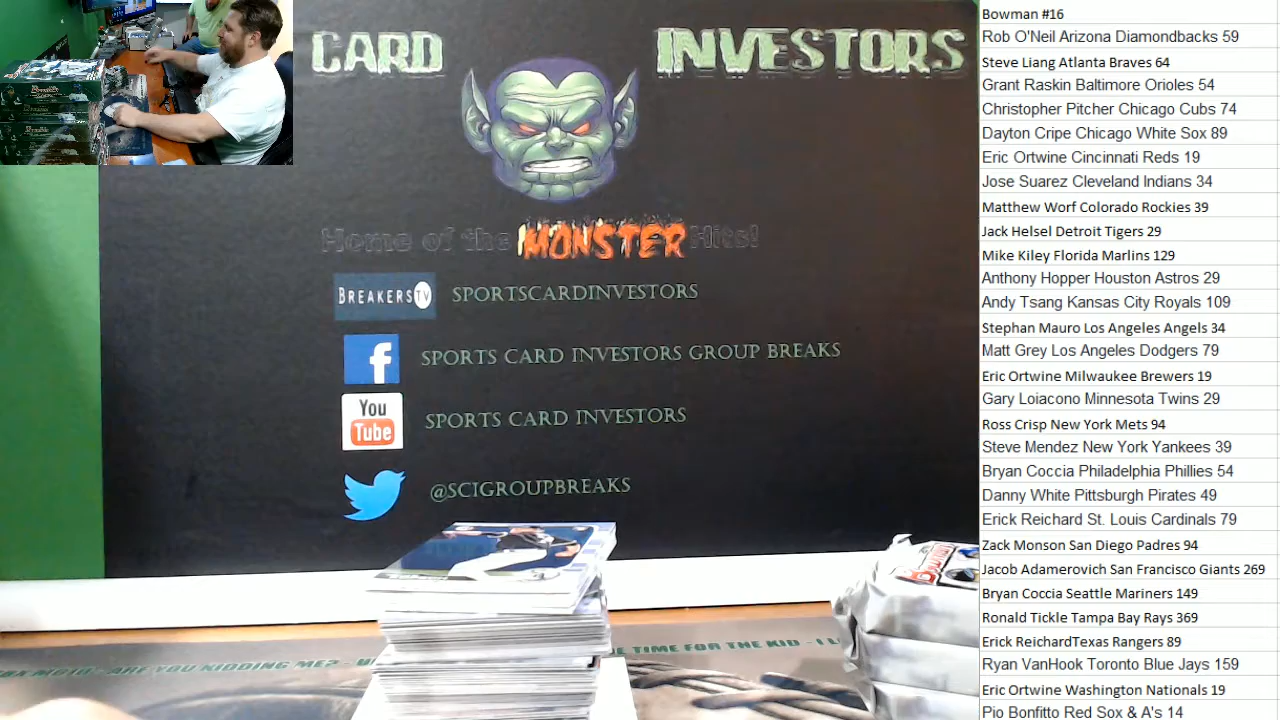 CARD INVESTORS
Home of the MONSTER Hits!
BREAKERS TV SPORTSCARDINVESTORS
f SPORTS CARD INVESTORS GROUP BREAKS
You Tube SPORTS CARD INVESTORS
@SCIGROUPBREAKS
ARE YOU KIDDING ME?
TIME FOR THE KID
Bowman #16
Rob O'Neil Arizona Diamondbacks 59
Steve Liang Atlanta Braves 64
Grant Raskin Baltimore Orioles 54
Christopher Pitcher Chicago Cubs 74
Dayton Cripe Chicago White Sox 89
Eric Ortwine Cincinnati Reds 19
Jose Suarez Cleveland Indians 34
Matthew Worf Colorado Rockies 39
Jack Helsel Detroit Tigers 29
Mike Kiley Florida Marlins 129
Anthony Hopper Houston Astros 29
Andy Tsang Kansas City Royals 109
Stephan Mauro Los Angeles Angels 34
Matt Grey Los Angeles Dodgers 79
Eric Ortwine Milwaukee Brewers 19
Gary Loiacono Minnesota Twins 29
Ross Crisp New York Mets 94
Steve Mendez New York Yankees 39
Bryan Coccia Philadelphia Phillies 54
Danny White Pittsburgh Pirates 49
Erick Reichard St. Louis Cardinals 79
Zack Monson San Diego Padres 94
Jacob Adamerovich San Francisco Giants 269
Bryan Coccia Seattle Mariners 149
Ronald Tickle Tampa Bay Rays 369
Erick ReichardTexas Rangers 89
Ryan VanHookToronto Blue Jays 159
Eric Ortwine Washington Nationals 19
Pio Bonfitto Red Sox & A's 14